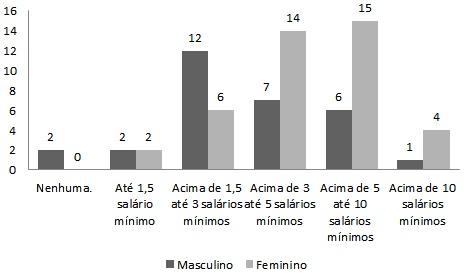 16
14
12
10
8
6
4
2
0
2
0
2
2
12
6
7
14
6
15
1
4
Nenhuma.
Até 1,5
salário
mínimo
Acima de 1,5
até 3 salários
mínimos
Acima de 3
até 5 salários
mínimos
Acima de 5
até 10
salários
mínimos
Acima de 10
salários
mínimos
Masculino
Feminino